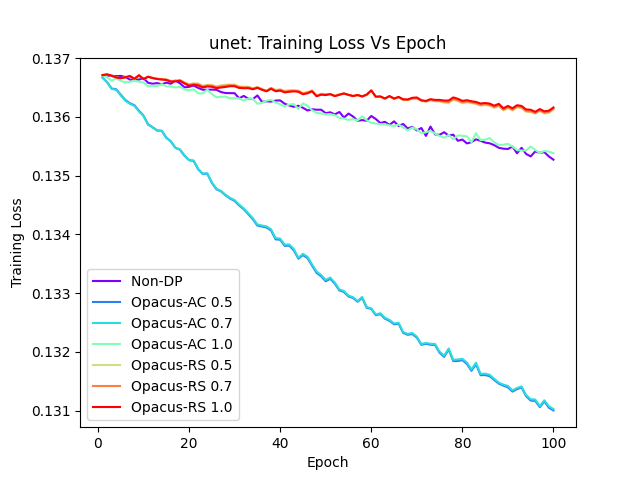 unet: Training Loss Vs Epoch
0.137
0.136
0.135
0.134
0.133
0.132
0.131
Training Loss
Non-DP
Opacus-AC 0.5
Opacus-AC 0.7
Opacus-AC 1.0
Opacus-RS 0.5
Opacus-RS 0.7
Opacus-RS 1.0
0 20 40 60 80 100
Epoch